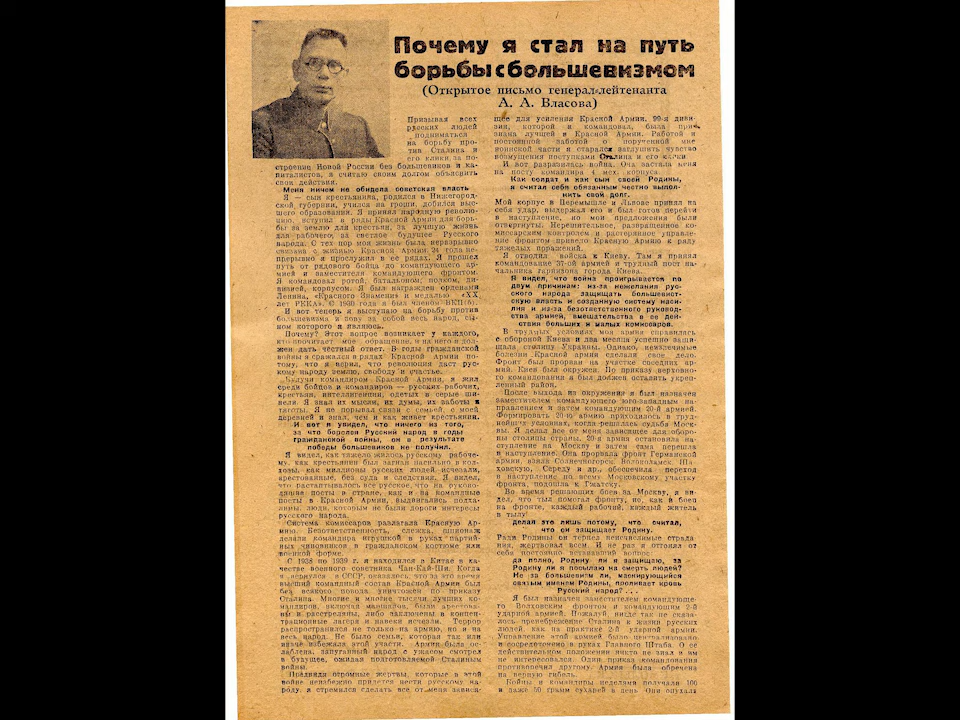 Почему я стал на путь
борьбы с большевизмом
(Открытое письмо генерал-лейтенанта
А. А. Власова)
Призывая всех
русских людей
подниматься
на борьбу про-
тив Сталина и
его клики за по-
строение Новой России без большевиков и ка-
питалистов, я считаю своим долгом объяснить
свои действия.
Меня ничем не обидела советская власть
Я — сын крестьянина, родился в Нижегород-
ской губернии, учился на гроши, добился выс-
шего образования. Я принял народную револю-
цию, вступил в ряды Красной Армии для борь-
бы за землю для крестьян, за лучшую жизнь
для рабочего, за светлое будущее Русского
народа. С тех пор моя жизнь была неразрывно
связана с жизнью Красной Армии. 24 года не-
прерывно я прослужил в ее рядах. Я прошел
путь от рядового бойца до командующего ар-
мией и заместителя командующего фронтом.
Я командовал ротой, батальоном, полком, ди-
визией, корпусом. Я был награжден орденами
Ленина, «Красного Знамени» и медалью «ХХ
лет РККА». С 1930 года я был членом ВКП(б).
И вот теперь я выступаю на борьбу против
большевизма и зову за собой весь народ, сы-
ном которого я являюсь.
Почему? Этот вопрос возникает у каждого,
кто прочитает мое обращение, и на него я дол-
жен дать честный ответ. В годы гражданской
войны я сражался в рядах Красной Армии по-
тому, что я верил, что революция даст рус-
скому народу землю, свободу и счастье.
Будучи командиром Красной Армии, я жил
среди бойцов и командиров — русских рабочих,
крестьян, интеллигенции, одетых в серые ши-
нели. Я знал их мысли, их думы, их заботы и
тяготы. Я не порывал связи с семьей, с моей
деревней и знал, чем и как живет крестьянин.
И вот я увидел, что ничего из того,
за что боролся Русский народ в годы
гражданской войны, он в результате
победы большевиков не получил.
Я видел, как тяжело жилось русскому рабоче-
му, как крестьянин был загнан насильно в кол-
хозы, как миллионы русских людей исчезали,
арестованные, без суда и следствия. Я видел,
что растаптывалось все русское, что на руково-
дящие посты в стране, как и на командные
посты в Красной Армии, выдвигались подха-
лимы, люди, которым не были дороги интересы
русского народа.
Система комиссаров разлагала Красную Ар-
мию. Безответственность, слежка, шпионаж
делали командира игрушкой в руках партий-
ных чиновников в гражданском костюме или
военной форме.
С 1938 по 1939 г. я находился в Китае в ка-
честве военного советника Чан-Кай-Ши. Когда
я вернулся в СССР, оказалось, что за это время
высший командный состав Красной Армии был
без всякого повода уничтожен по приказу
Сталина. Многие и многие тысячи лучших ко-
мандиров, включая маршалов, были арестова-
ны и расстреляны, либо заключены в концен-
трационные лагеря и навеки исчезли. Террор
распространился не только на армию, но и на
весь народ. Не было семьи, которая так или
иначе избежала этой участи. Армия была ос-
лаблена, запуганный народ с ужасом смотрел
в будущее, ожидая подготовляемой Сталиным
войны.
Предвидя огромные жертвы, которые в этой
войне неизбежно придется нести русскому на-
роду, я стремился сделать все от меня завися-
щее для усиления Красной Армии. 99-я диви-
зия, которой я командовал, была приз-
нана лучшей в Красной Армии. Работой и
постоянной заботой о порученной мне
воинской части я старался заглушить чувство
возмущения поступками Сталина и его клики
И вот разразилась война. Она застала меня
на посту командира 4 мех. корпуса.
Как солдат и как сын своей Родины,
я считал себя обязанным честно выпол-
нить свой долг.
Мой корпус в Перемышле и Львове принял на
себя удар, выдержал его и был готов перейти
в наступление, но мои предложения были
отвергнуты. Нерешительное, развращенное ко-
миссарским контролем и растерянное управле-
ние фронтом привело Красную Армию к ряду
тяжелых поражений.
Я отводил войска к Киеву. Там я принял
командование 37-ой армией и трудный пост на-
чальника гарнизона города Киева.
Я видел, что война проигрывается по
двум причинам: из-за нежелания рус-
ского народа защищать большевист-
скую власть и созданную систему наси-
лия и из-за безответственного руковод-
ства армией, вмешательства в ее дей-
ствия больших и малых комиссаров.
В трудных условиях моя армия справилась
с обороной Киева и два месяца успешно защи-
щала столицу Украины. Однако, неизлечимые
болезни Красной армии сделали свое дело.
Фронт был прорван на участке соседних ар-
мий. Киев был окружен. По приказу верховно-
го командования я был должен оставить укреп-
ленный район.
После выхода из окружения я был назначен
заместителем командующего юго-западным на-
правлением и затем командующим 20-й армией.
Формировать 20-ю армию приходилось в труд-
нейших условиях, когда решалась судьба Мос-
квы. Я делал все от меня зависящее для оборо-
ны столицы страны. 20-я армия остановила на-
ступление на Москву и затем сама перешла
в наступление. Она прорвала фронт Германской
армии, взяла Солнечногорск, Волоколамск, Ша-
ховскую, Середу и др., обеспечила переход
в наступление по всему Московскому участку
фронта, подошла к Гжатску.
Во время решающих боев за Москву, я ви-
дел, что тыл помогал фронту, но, как и боец
на фронте, каждый рабочий, каждый житель
в тылу
делал это лишь потому, что считал,
что он защищает Родину.
Ради Родины он терпел неисчислимые страда-
ния, жертвовал всем. И не раз я отгонял от
себя постоянно встававший вопрос:
да полно, Родину ли я защищаю, за
Родину ли я посылаю на смерть людей?
Не за большевизм ли, маскирующийся
святым именем Родины, проливает кровь
Русский народ?...
Я был назначен заместителем командующе-
го Волховским фронтом и командующим 2-й
ударной армией. Пожалуй, нигде так не сказа-
лось пренебрежение Сталина к жизни русских
людей, как на практике 2-й ударной армии.
Управление этой армией было централизовано
и сосредоточено в руках Главного Штаба. О ее
действительном положении никто не знал и им
не интересовался. Один приказ командования
противоречил другому. Армия была обречена
на верную гибель.
Бойцы и командиры неделями получали 100
и даже 50 грамм сухарей в день. Они опухали